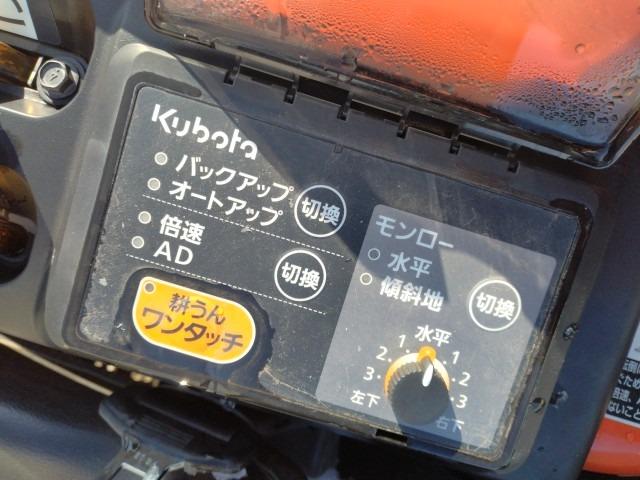 Kubota
バックアップ
オートアップ
切換
倍速
AD
切換
耕うん
ワンタッチ
モンロー
水平
傾斜地
切換
水平
1 1
2 2
3 3
左下 右下